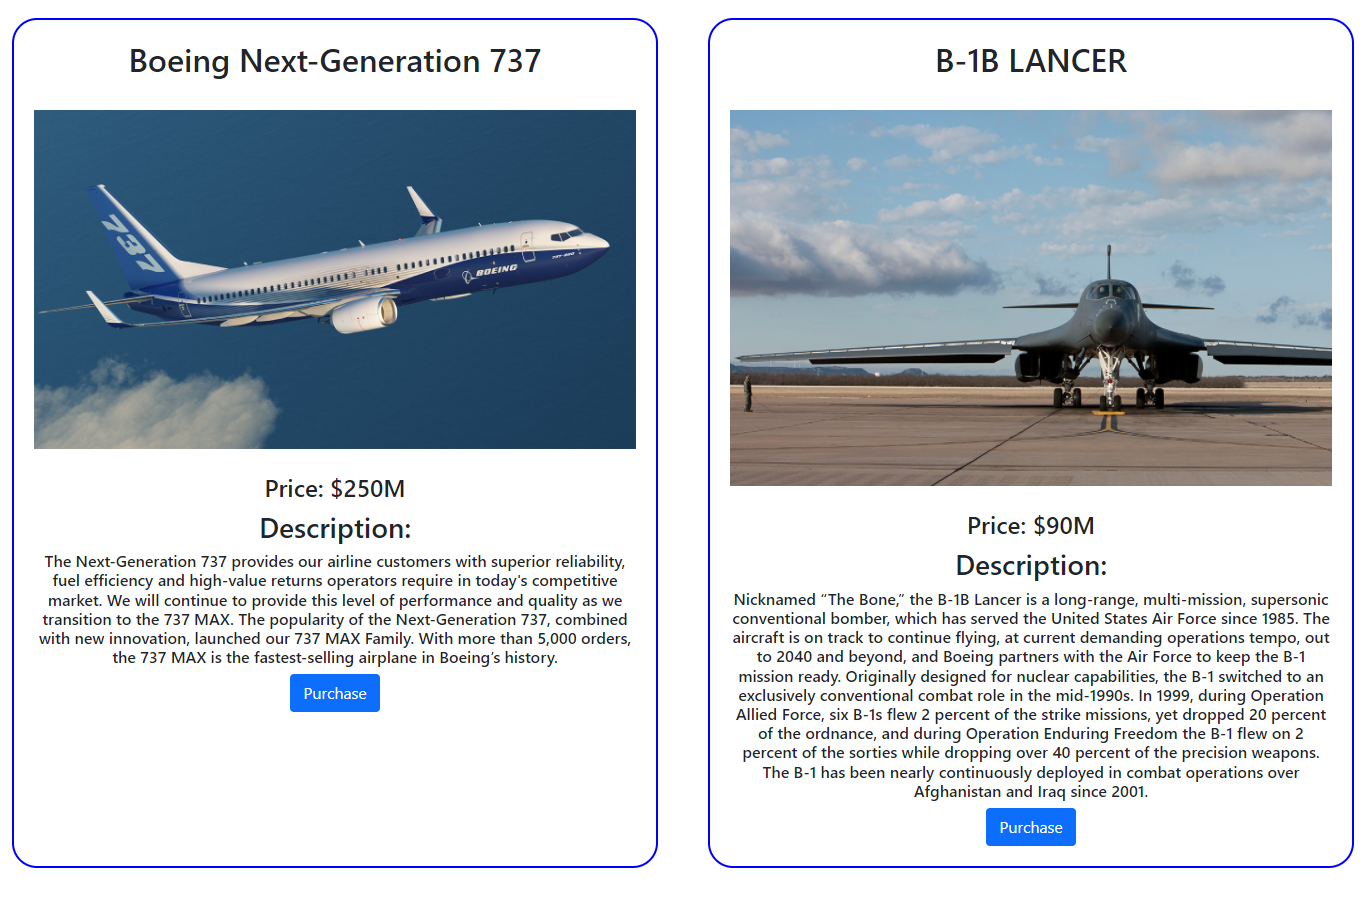 Boeing Next-Generation 737
737
BOEING
737-800
Price: $250M
Description:
The Next-Generation 737 provides our airline customers with superior reliability,
fuel efficiency and high-value returns operators require in today's competitive
market. We will continue to provide this level of performance and quality as we
transition to the 737 MAX. The popularity of the Next-Generation 737, combined
with new innovation, launched our 737 MAX Family. With more than 5,000 orders,
the 737 MAX is the fastest-selling airplane in Boeing’s history.
Purchase
B-1B LANCER
Price: $90M
Description:
Nicknamed “The Bone,” the B-1B Lancer is a long-range, multi-mission, supersonic
conventional bomber, which has served the United States Air Force since 1985. The
aircraft is on track to continue flying, at current demanding operations tempo, out
to 2040 and beyond, and Boeing partners with the Air Force to keep the B-1
mission ready. Originally designed for nuclear capabilities, the B-1 switched to an
exclusively conventional combat role in the mid-1990s. In 1999, during Operation
Allied Force, six B-1s flew 2 percent of the strike missions, yet dropped 20 percent
of the ordnance, and during Operation Enduring Freedom the B-1 flew on 2
percent of the sorties while dropping over 40 percent of the precision weapons.
The B-1 has been nearly continuously deployed in combat operations over
Afghanistan and Iraq since 2001.
Purchase